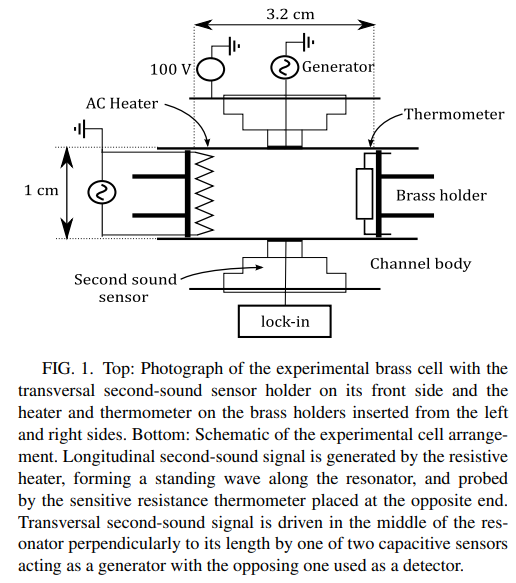 3.2 cm
100 V
Generator
AC Heater
Thermometer
1 cm
Brass holder
Channel body
Second sound
sensor
lock-in
FIG. 1. Top: Photograph of the experimental brass cell with the
transversal second-sound sensor holder on its front side and the
heater and thermometer on the brass holders inserted from the left
and right sides. Bottom: Schematic of the experimental cell arrange-
ment. Longitudinal second-sound signal is generated by the resistive
heater, forming a standing wave along the resonator, and probed
by the sensitive resistance thermometer placed at the opposite end.
Transversal second-sound signal is driven in the middle of the res-
onator perpendicularly to its length by one of two capacitive sensors
acting as a generator with the opposing one used as a detector.